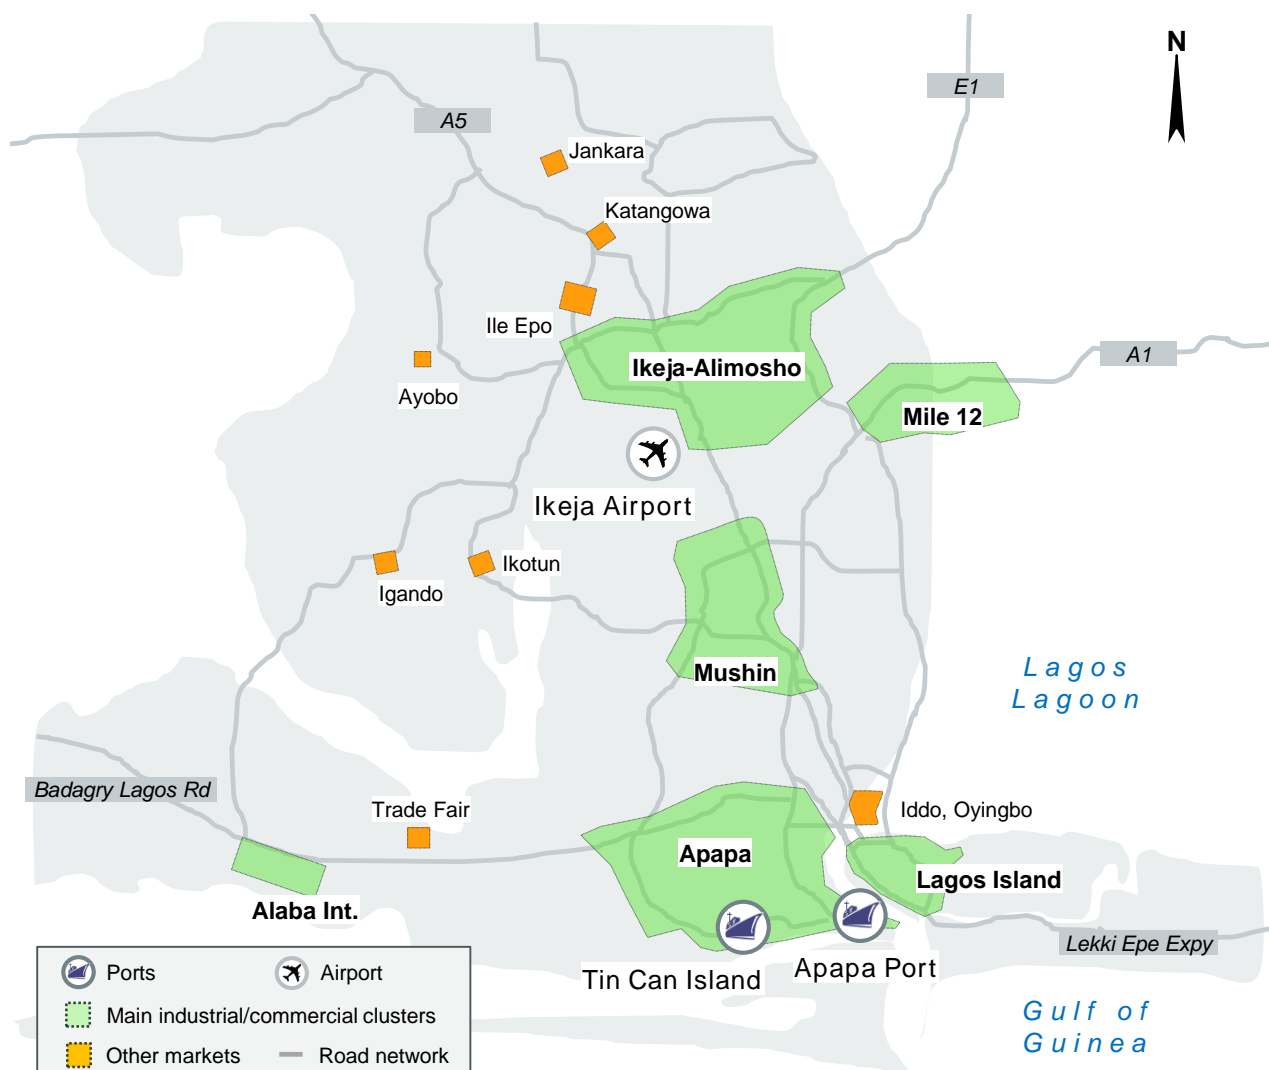 N
E1
A5
Jankara
Katangowa
Ile Epo
Ikeja-Alimosho
A1
Ayobo
Mile 12
Ikeja Airport
Ikotun
Igando
Mushin
Lagos
Lagoon
Badagry Lagos Rd
Trade Fair
Iddo, Oyingbo
Apapa
Lagos Island
Alaba Int.
Lekki Epe Expy
Tin Can Island
Apapa Port
Ports
Airport
Main industrial/commercial clusters
Other markets
Road network
Gulf of
Guinea